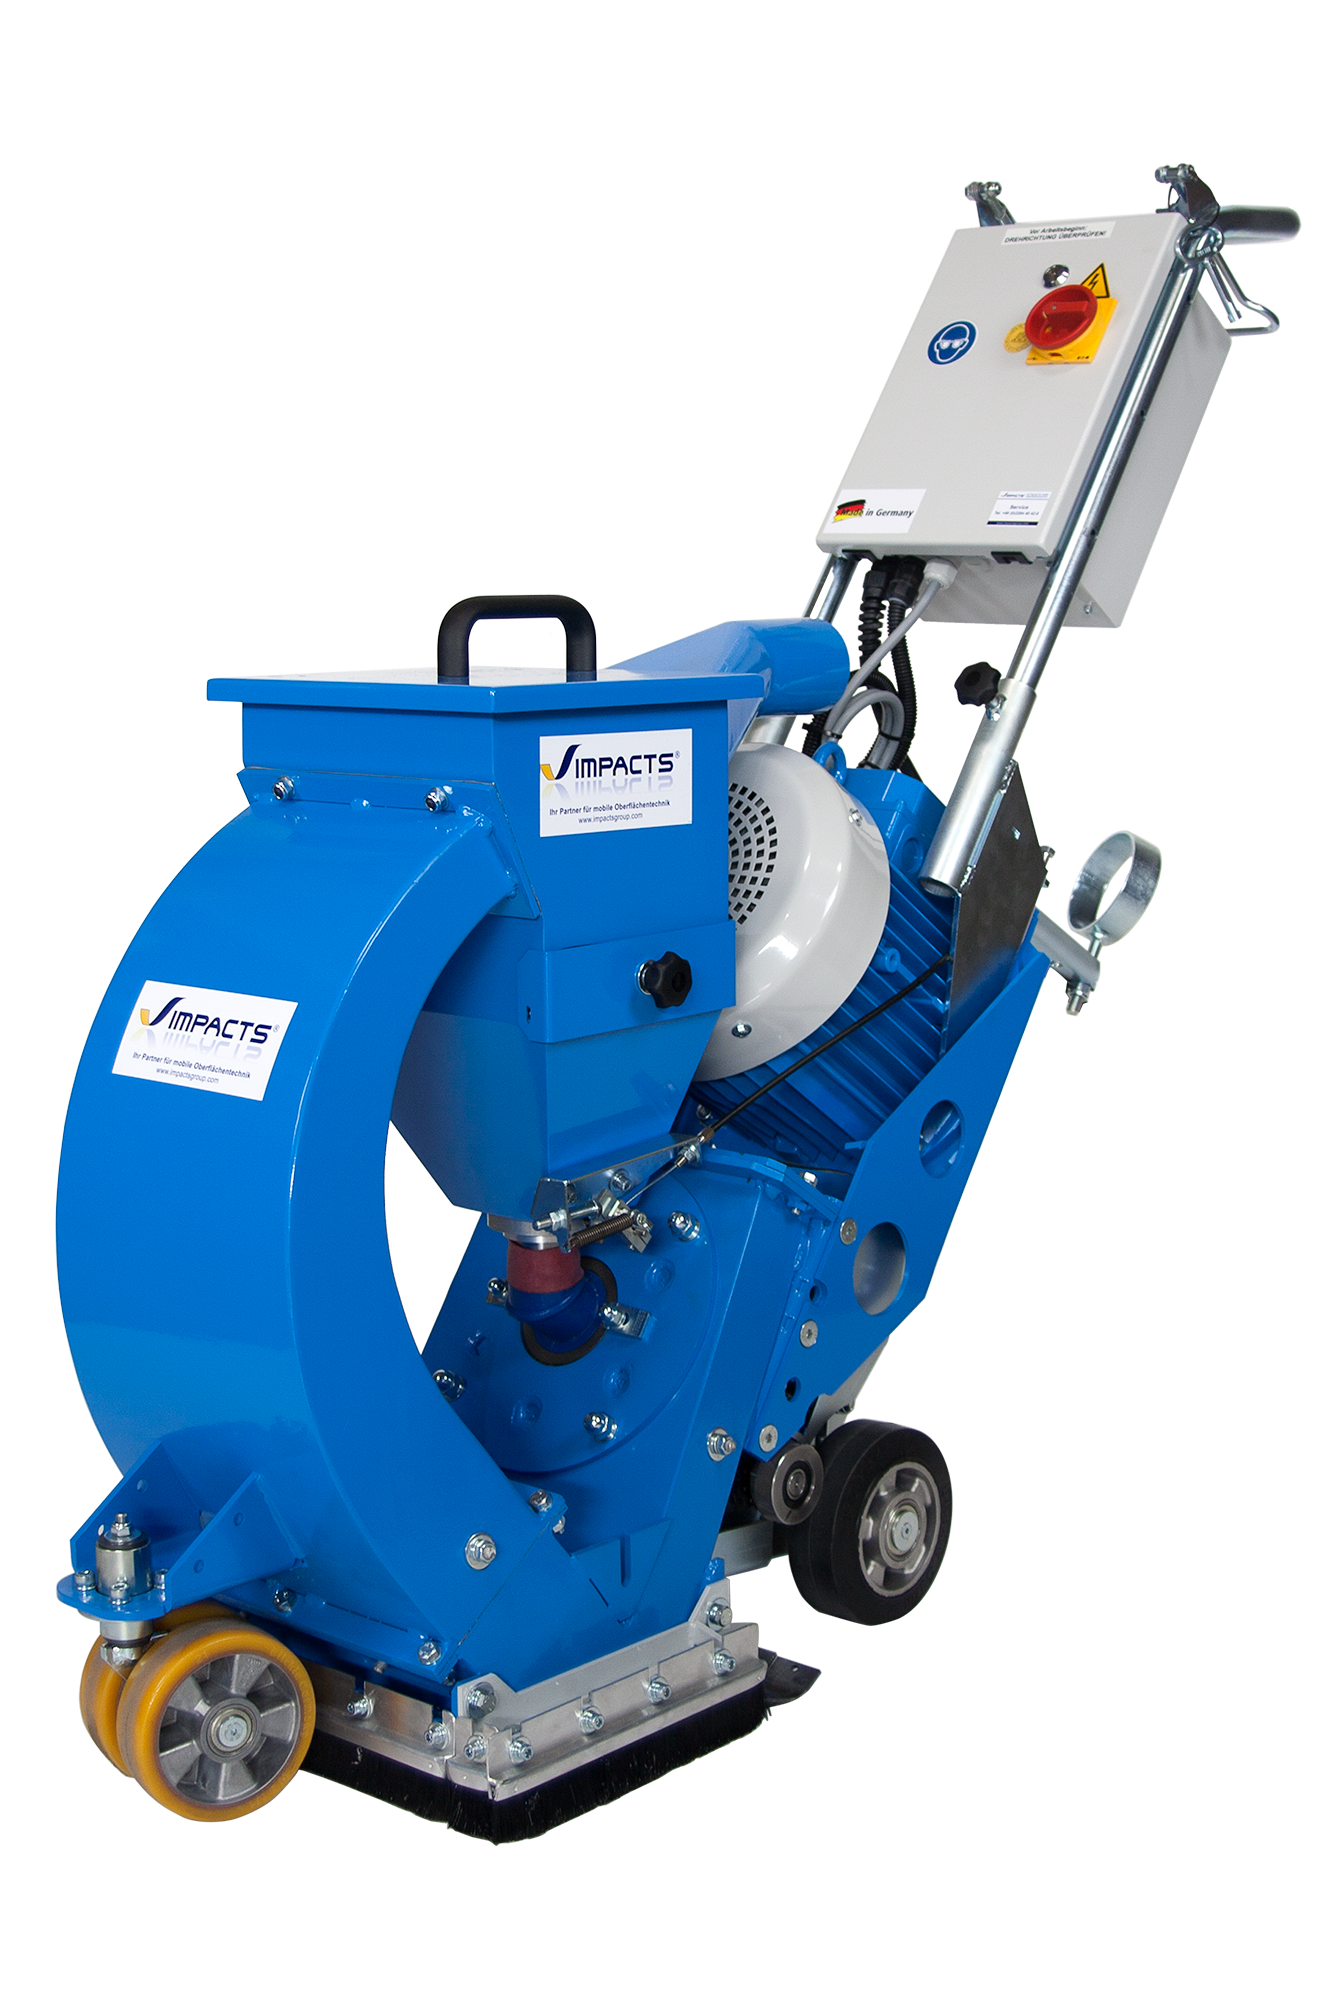 Vor Arbeitsbeginn:
DREHRICHTUNG ÜBERPRÜFEN!
Made in Germany
Service
IMPACTS®
Ihr Partner für mobile Oberflächentechnik
www.impactsgroup.com
IMPACTS®
Ihr Partner für mobile Oberflächentechnik
www.impactsgroup.com